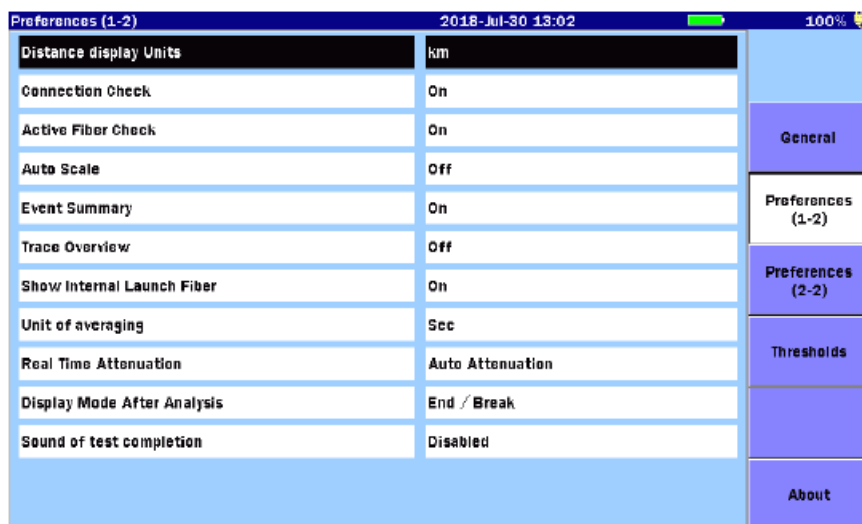 Preferences (1-2) 2018-Jul-30 13:02 100%
Distance display Units km
Connection Check On
Active Fiber Check On
Auto Scale Off
Event Summary On
Trace Overview Off
Show Internal Launch Fiber On
Unit of averaging Sec
Real Time Attenuation Auto Attenuation
Display Mode After Analysis End / Break
Sound of test completion Disabled
General
Preferences
(1-2)
Preferences
(2-2)
Thresholds
About